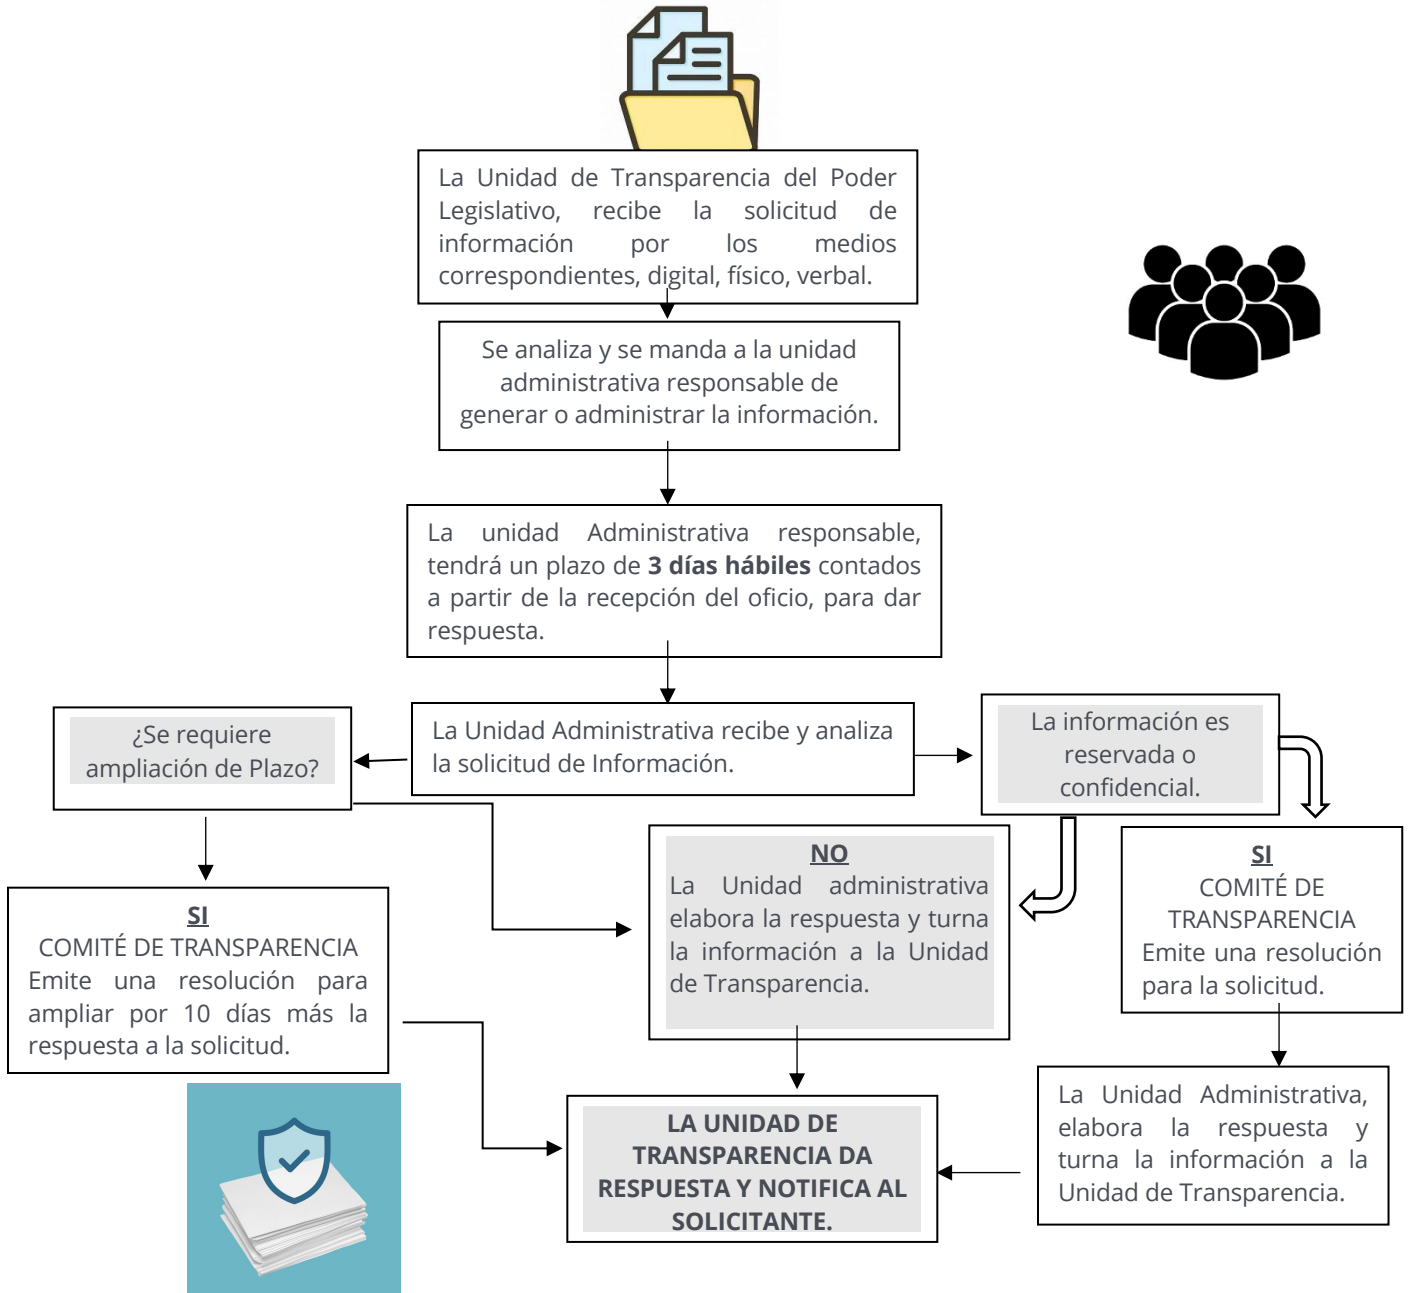 La Unidad de Transparencia del Poder
Legislativo, recibe la solicitud de
información por los medios
correspondientes, digital, físico, verbal.
Se analiza y se manda a la unidad
administrativa responsable de
generar o administrar la información.
La unidad Administrativa responsable,
tendrá un plazo de 3 días hábiles contados
a partir de la recepción del oficio, para dar
respuesta.
¿Se requiere
ampliación de Plazo?
La Unidad Administrativa recibe y analiza
la solicitud de Información.
La información es
reservada o
confidencial.
SI
COMITÉ DE TRANSPARENCIA
Emite una resolución para
ampliar por 10 días más la
respuesta a la solicitud.
NO
La Unidad administrativa
elabora la respuesta y turna
la información a la Unidad
de Transparencia.
SI
COMITÉ DE
TRANSPARENCIA
Emite una resolución
para la solicitud.
La Unidad Administrativa,
elabora la respuesta y
turna la información a la
Unidad de Transparencia.
LA UNIDAD DE
TRANSPARENCIA DA
RESPUESTA Y NOTIFICA AL
SOLICITANTE.